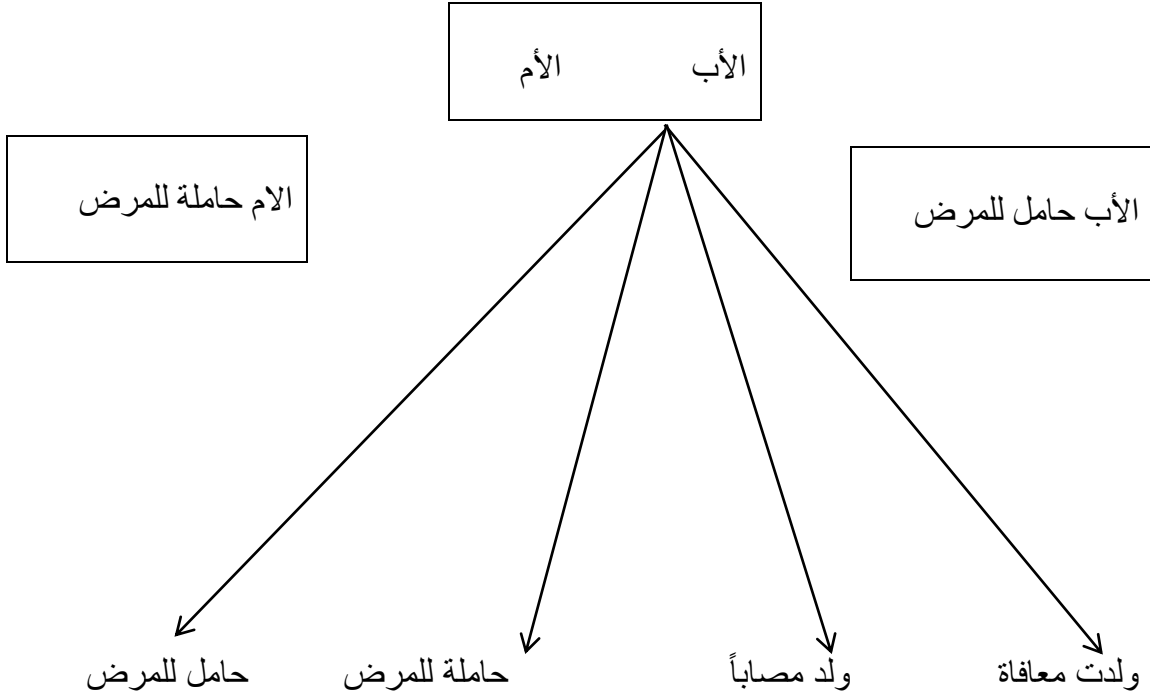 الأب الأم
الأب حامل للمرض
الام حاملة للمرض
ولدت معافاة
ولد مصاباً
حاملة للمرض
حامل للمرض